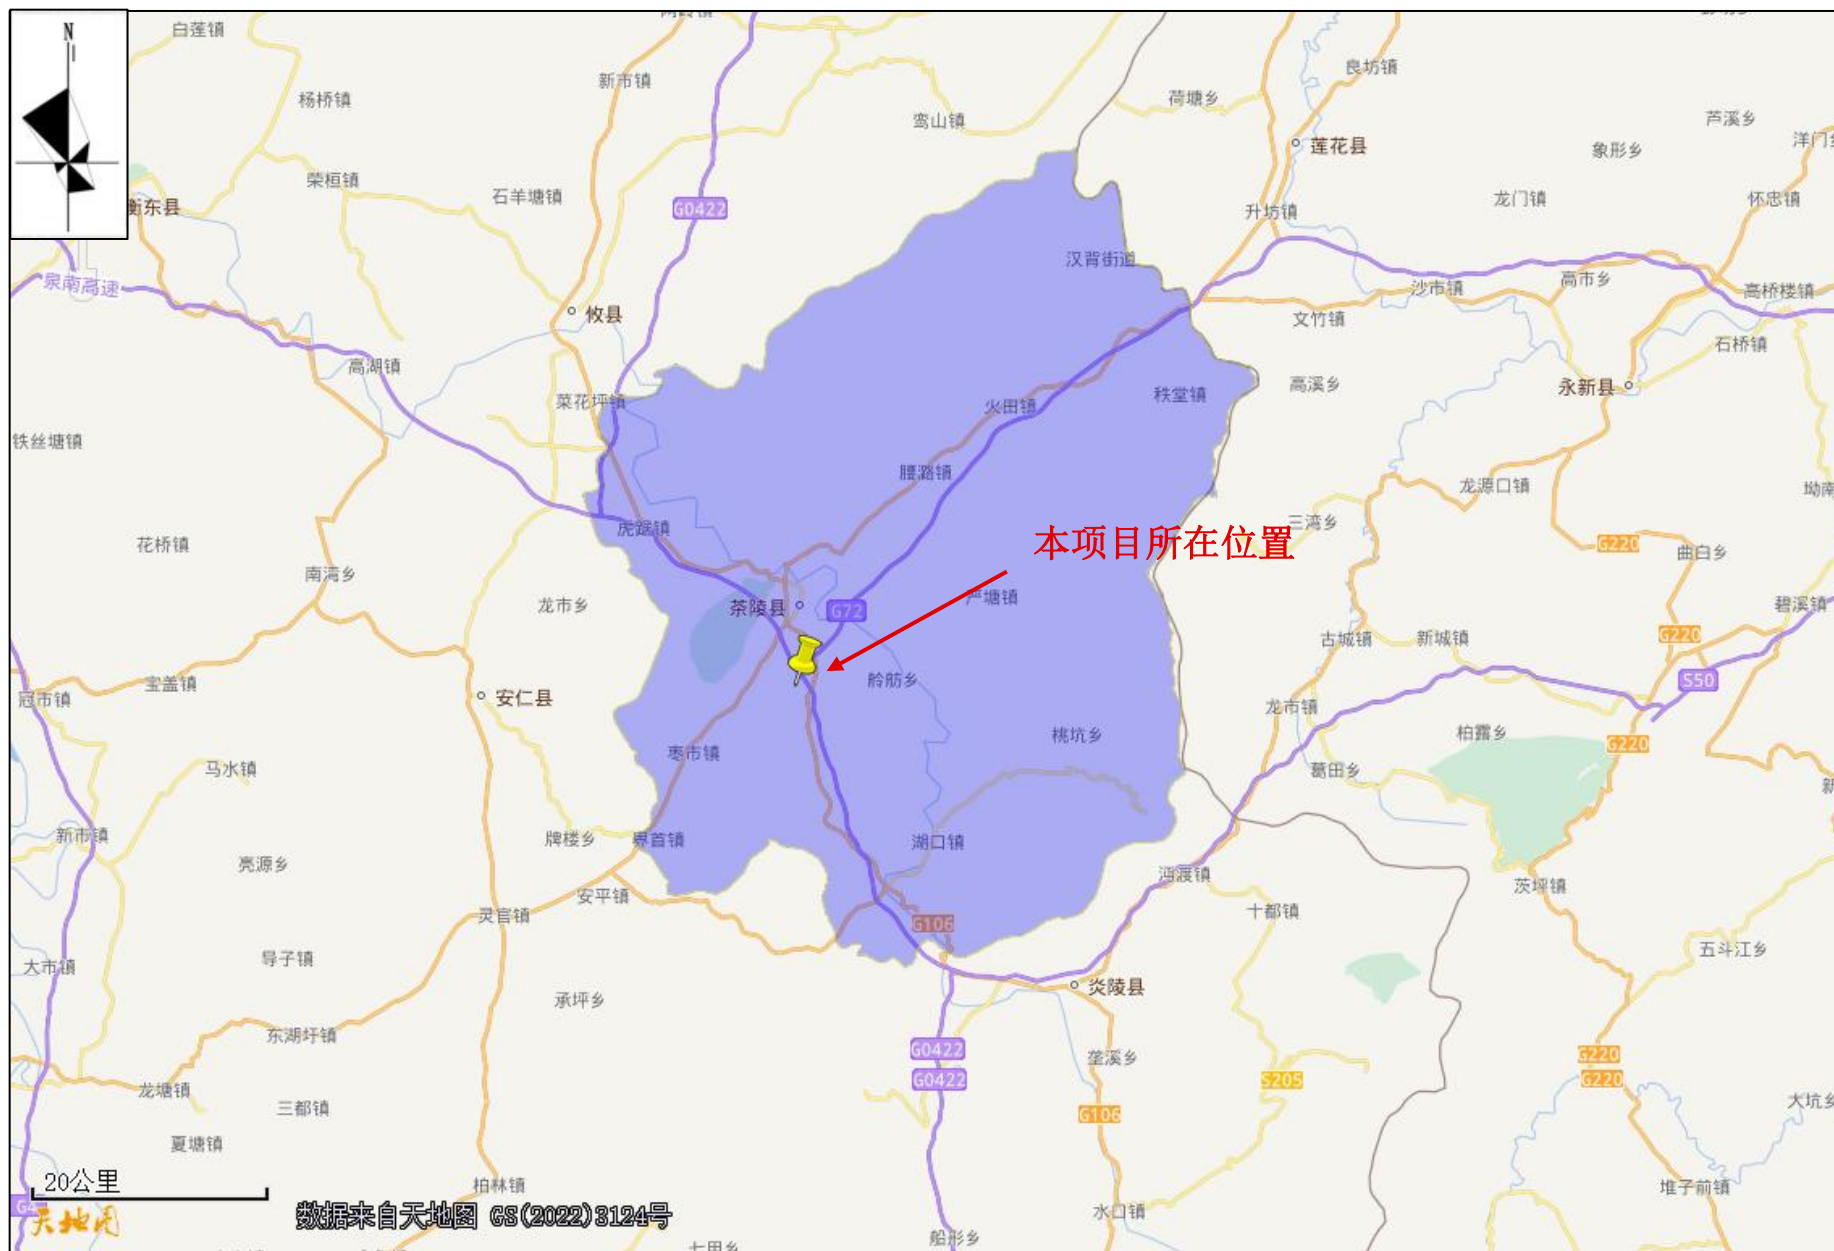 N
白莲镇
新市镇
良坊镇
杨桥镇
荷塘乡
鸾山镇
芦溪乡
莲花县
象形乡
荣桓镇
石羊塘镇
G0422
龙门镇
怀忠镇
衡东县
升坊镇
汉背街道
泉南高速
沙市镇
高市乡
高桥楼镇
攸县
文竹镇
石桥镇
高湖镇
高溪乡
永新县
菜花坪镇
火田镇
秩堂镇
铁丝塘镇
腰潞镇
龙源口镇
坳南
虎踞镇
三湾乡
本项目所在位置
花桥镇
G220
曲白乡
南湾乡
龙市乡
茶陵县
G72
严塘镇
碧溪镇
古城镇
新城镇
G220
宝盖镇
冠市镇
安仁县
舲舫乡
S50
龙市镇
枣市镇
桃坑乡
柏露乡
G220
马水镇
葛田乡
新市镇
牌楼乡
界首镇
湖口镇
亮源乡
沔渡镇
茨坪镇
安平镇
灵官镇
十都镇
G106
五斗江乡
大市镇
导子镇
承坪乡
炎陵县
东湖圩镇
G0422
垄溪乡
G220
龙塘镇
G0422
S205
G220
三都镇
G106
大坑乡
夏塘镇
20公里
柏林镇
堆子前镇
水口镇
天地图
数据来自天地图 GS(2022)3124号
船形乡